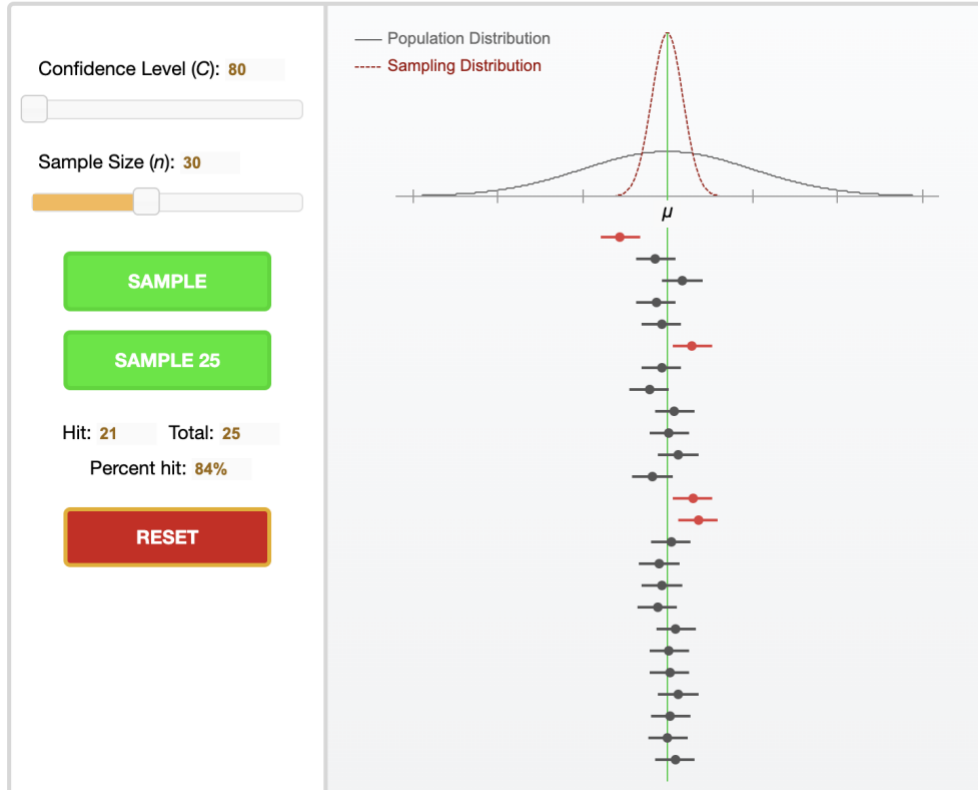 Confidence Level (C): 80
Sample Size (n): 30
SAMPLE
SAMPLE 25
Hit: 21 Total: 25
Percent hit: 84%
RESET
Population Distribution
Sampling Distribution
μ